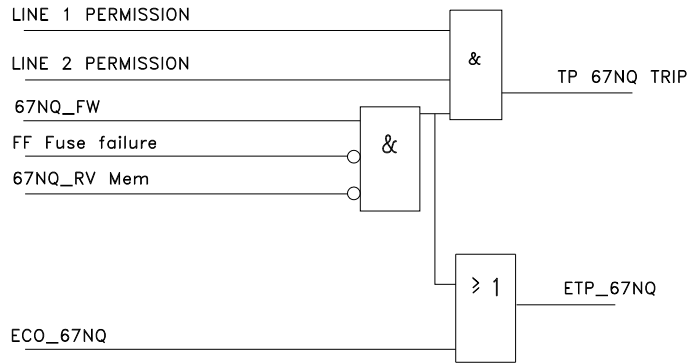 LINE 1 PERMISSION
&
LINE 2 PERMISSION
TP 67NQ TRIP
67NQ_FW
FF Fuse failure
&
67NQ_RV Mem
⩾ 1
ETP_67NQ
ECO_67NQ